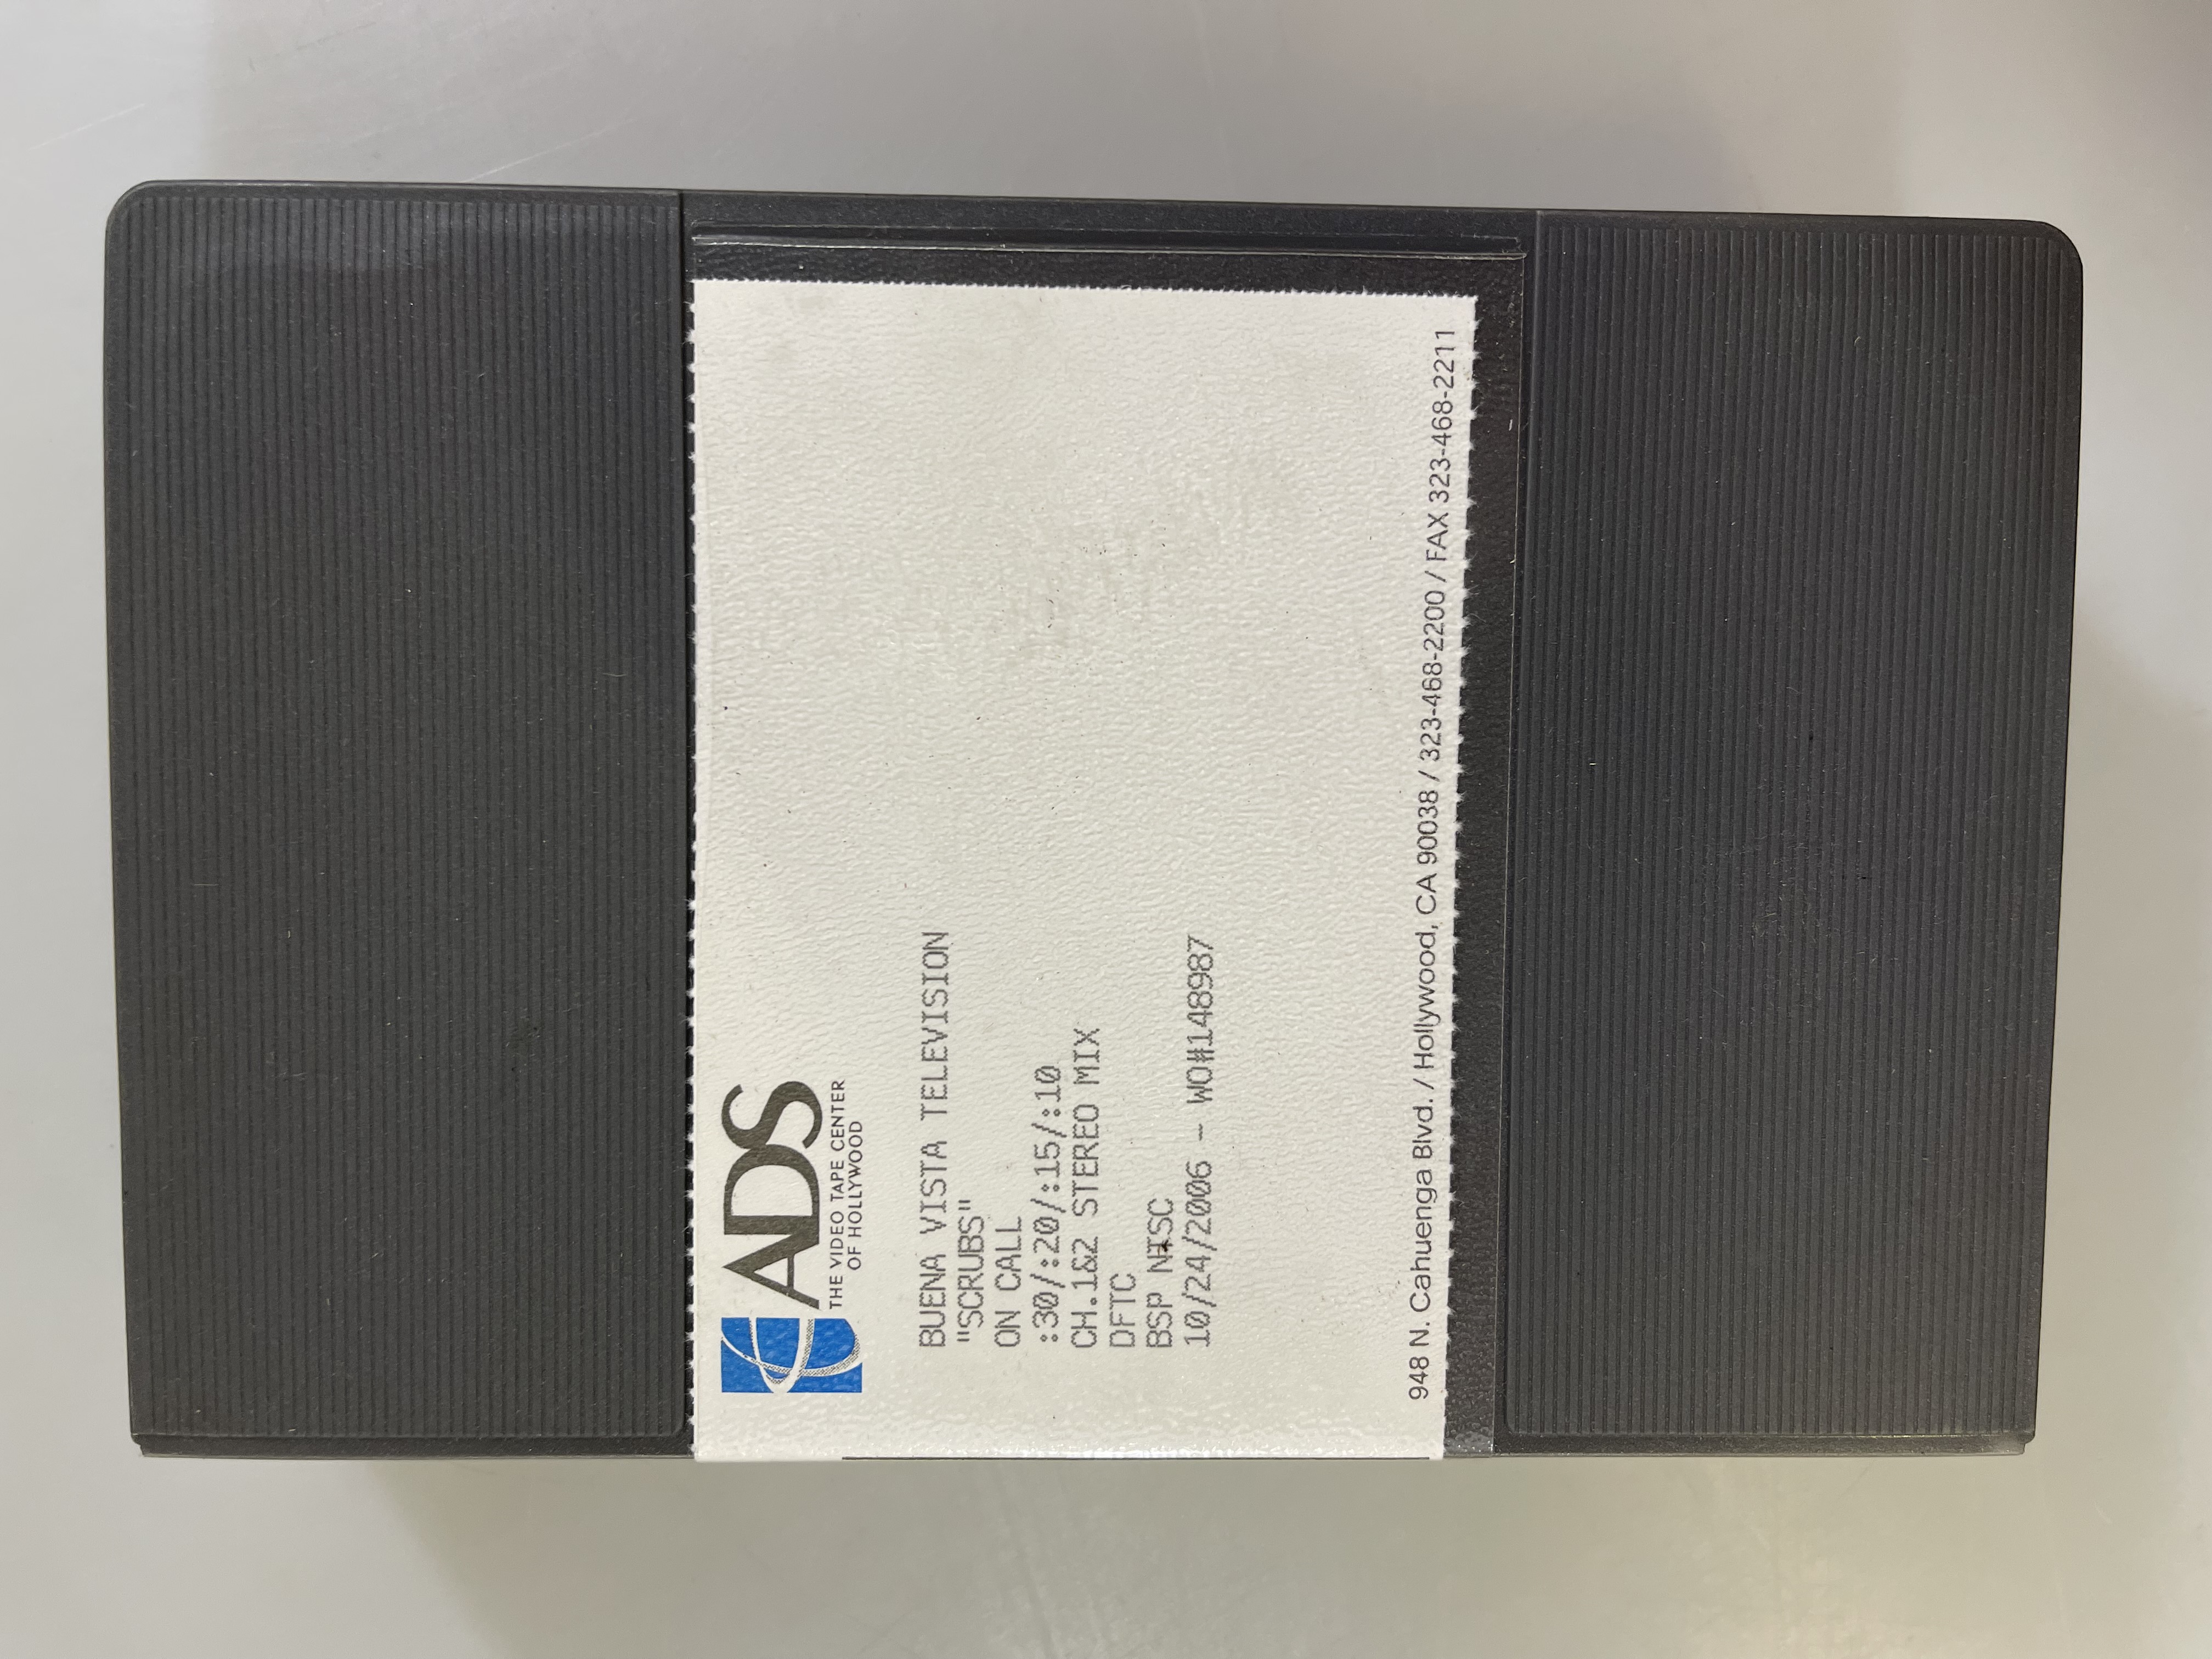 ADS
THE VIDEO TAPE CENTER
OF HOLLYWOOD
BUENA VISTA TELEVISION
"SCRUBS"
ON CALL
:30/:20/:15/:10
CH.1&2 STEREO MIX
DFTC
BSP NTSC
10/24/2006 - WO#148987
948 N. Cahuenga Blvd. / Hollywood, CA 90038 / 323-468-2200 / FAX 323-468-2211